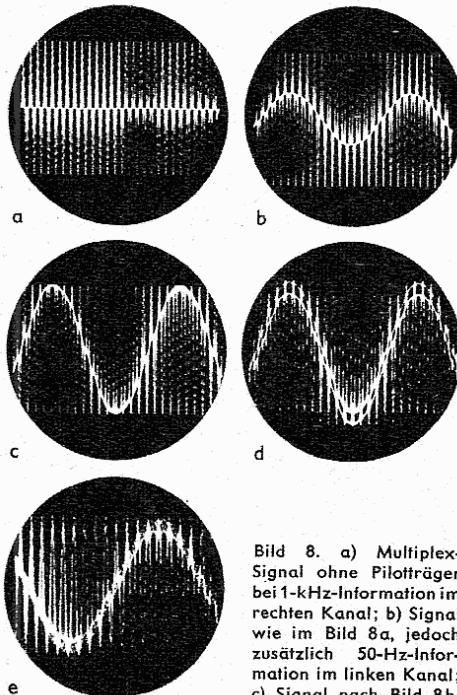 a
b
c
d
e
Bild 8. a) Multiplex-
Signal ohne Pilotträger
bei 1-kHz-Information im
rechten Kanal; b) Signal
wie im Bild 8a, jedoch
zusätzlich 50-Hz-Infor-
mation im linken Kanal;
c) Signal nach Bild 8b,